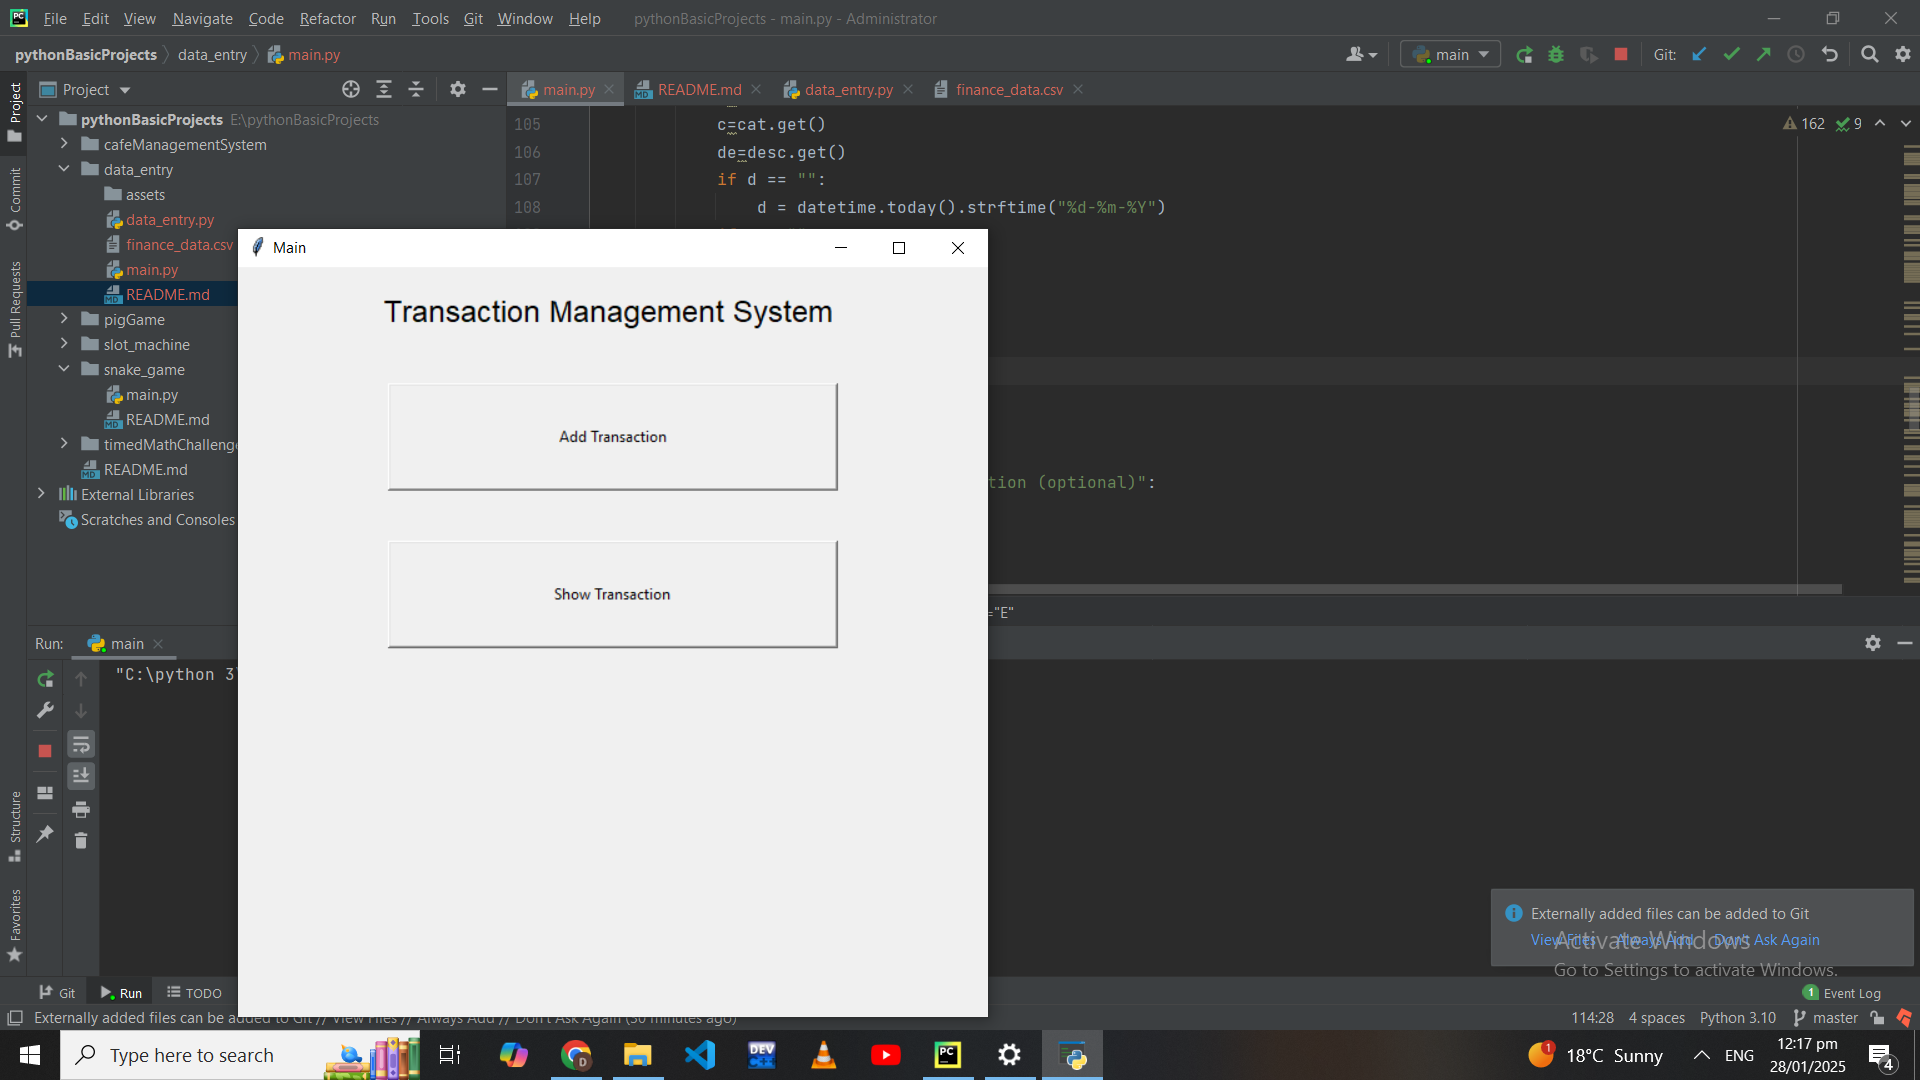 File Edit View Navigate Code Refactor Run Tools Git Window Help pythonBasicProjects - main.py - Administrator
pythonBasicProjects data_entry main.py main Git:
Project main.py README.md data_entry.py finance_data.csv
pythonBasicProjects E:\pythonBasicProjects
cafeManagementSystem
data_entry
assets
data_entry.py
finance_data.csv
main.py
README.md
pigGame
slot_machine
snake_game
main.py
README.md
timedMathChallenge
README.md
External Libraries
Scratches and Consoles
Project
Commit
Pull Requests
Structure
Favorites
105 c=cat.get()
106 de=desc.get()
107 if d == "":
108 d = datetime.today().strftime("%d-%m-%Y")
162 9
tion (optional)":
="E"
Main
Transaction Management System
Add Transaction
Show Transaction
Run: main
"C:\python 3
Externally added files can be added to Git
View Files Always Add Don't Ask Again
Activate Windows
Go to Settings to activate Windows.
Git Run TODO 1 Event Log
Externally added files can be added to Git // View Files // Always Add // Don't Ask Again (30 minutes ago) 114:28 4 spaces Python 3.10 master
Type here to search
DEV
PC
1 18°C Sunny ENG
12:17 pm
28/01/2025
4